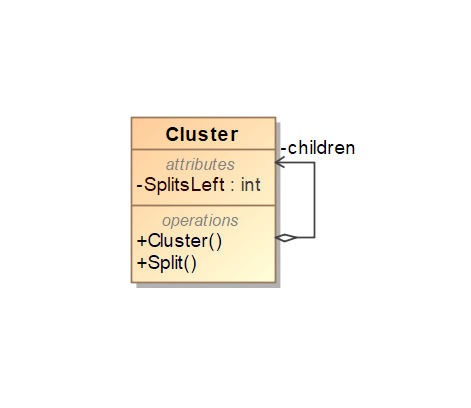 Cluster
-children
attributes
-SplitsLeft : int
operations
+Cluster()
+Split()